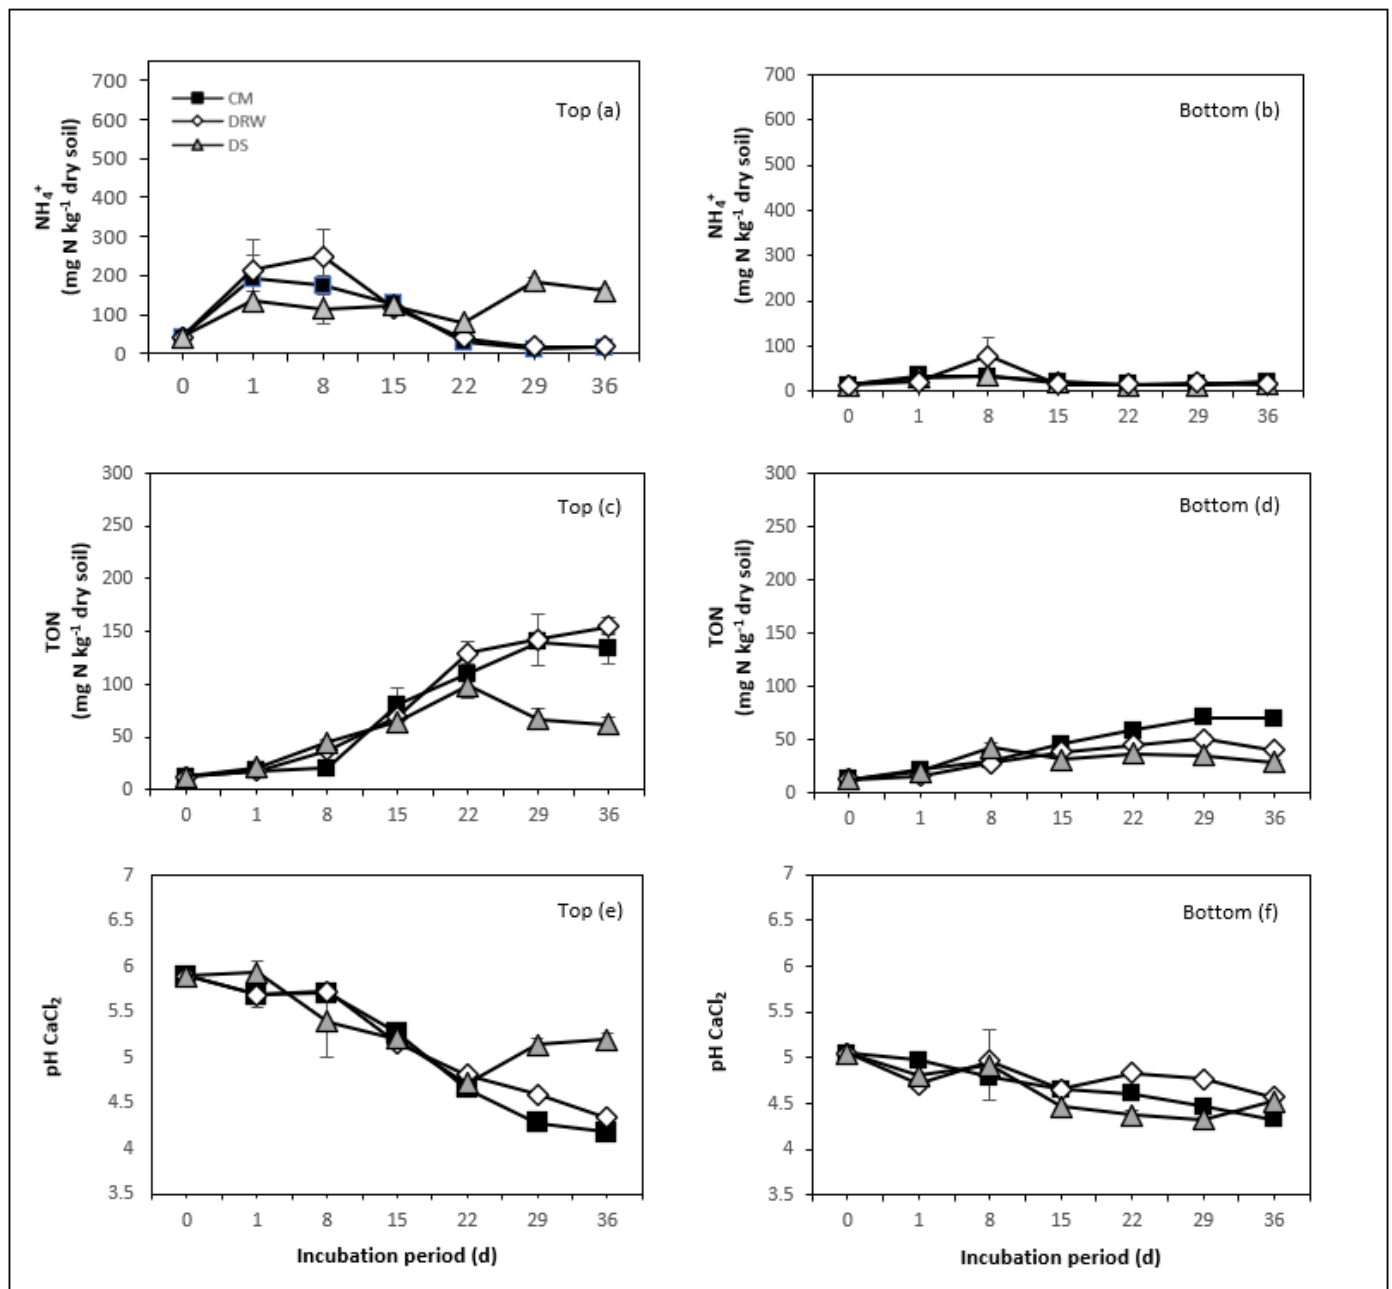 700
600
500
400
300
200
100
0
NH₄⁺
(mg N kg⁻¹ dry soil)
CM
DRW
DS
Top (a)
0 1 8 15 22 29 36
700
600
500
400
300
200
100
0
NH₄⁺
(mg N kg⁻¹ dry soil)
Bottom (b)
0 1 8 15 22 29 36
300
250
200
150
100
50
0
TON
(mg N kg⁻¹ dry soil)
Top (c)
0 1 8 15 22 29 36
300
250
200
150
100
50
0
TON
(mg N kg⁻¹ dry soil)
Bottom (d)
0 1 8 15 22 29 36
7
6.5
6
5.5
5
4.5
4
3.5
pH CaCl₂
Top (e)
0 1 8 15 22 29 36
Incubation period (d)
7
6.5
6
5.5
5
4.5
4
3.5
pH CaCl₂
Bottom (f)
0 1 8 15 22 29 36
Incubation period (d)